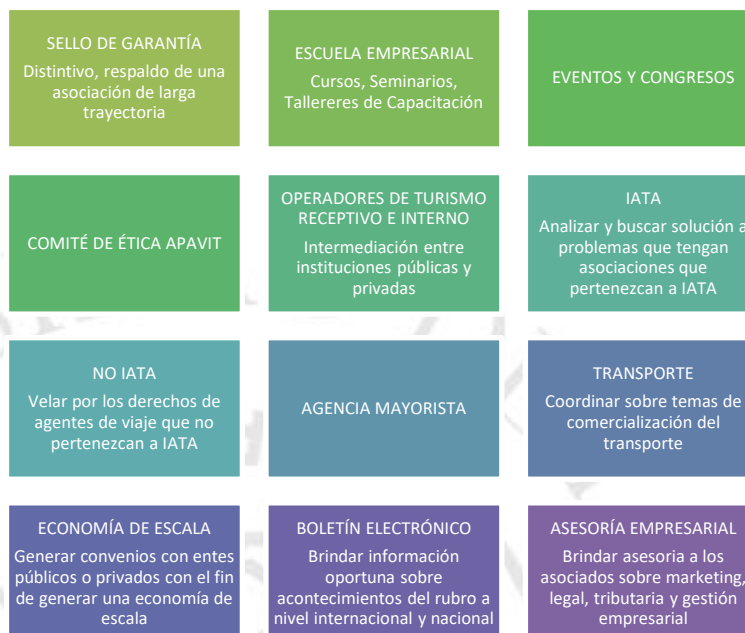 SELLO DE GARANTÍA
Distintivo, respaldo de una
asociación de larga
trayectoria
ESCUELA EMPRESARIAL
Cursos, Seminarios,
Tallereres de Capacitación
EVENTOS Y CONGRESOS
COMITÉ DE ÉTICA APAVIT
OPERADORES DE TURISMO
RECEPTIVO E INTERNO
Intermediación entre
instituciones públicas y
privadas
IATA
Analizar y buscar solución a
problemas que tengan
asociaciones que
pertenezcan a IATA
NO IATA
Velar por los derechos de
agentes de viaje que no
pertenezcan a IATA
AGENCIA MAYORISTA
TRANSPORTE
Coordinar sobre temas de
comercialización del
transporte
ECONOMÍA DE ESCALA
Generar convenios con entes
públicos o privados con el fin
de generar una economía de
escala
BOLETÍN ELECTRÓNICO
Brindar información
oportuna sobre
acontecimientos del rubro a
nivel internacional y nacional
ASESORÍA EMPRESARIAL
Brindar asesoria a los
asociados sobre marketing,
legal, tributaria y gestión
empresarial